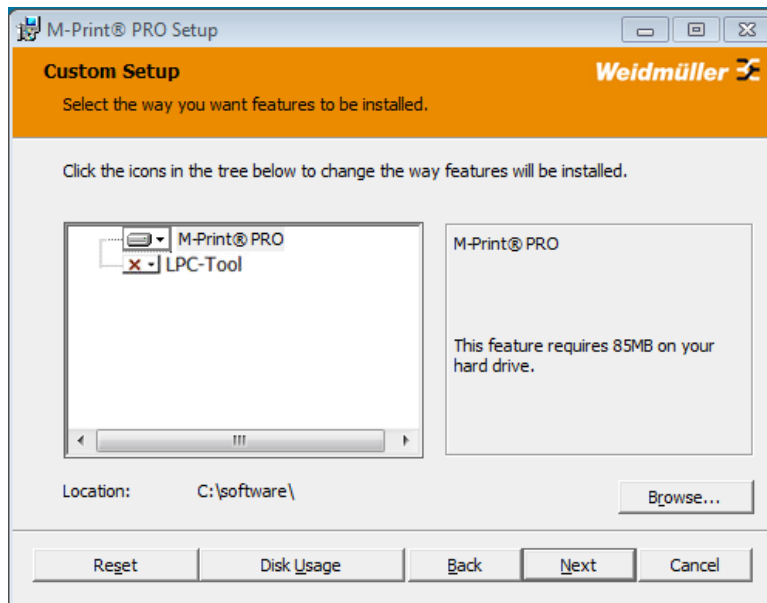 M-Print® PRO Setup
Custom Setup
Weidmüller
Select the way you want features to be installed.
Click the icons in the tree below to change the way features will be installed.
M-Print® PRO
LPC-Tool
M-Print® PRO
This feature requires 85MB on your
hard drive.
Location: C:\software\
Browse...
Reset Disk Usage Back Next Cancel